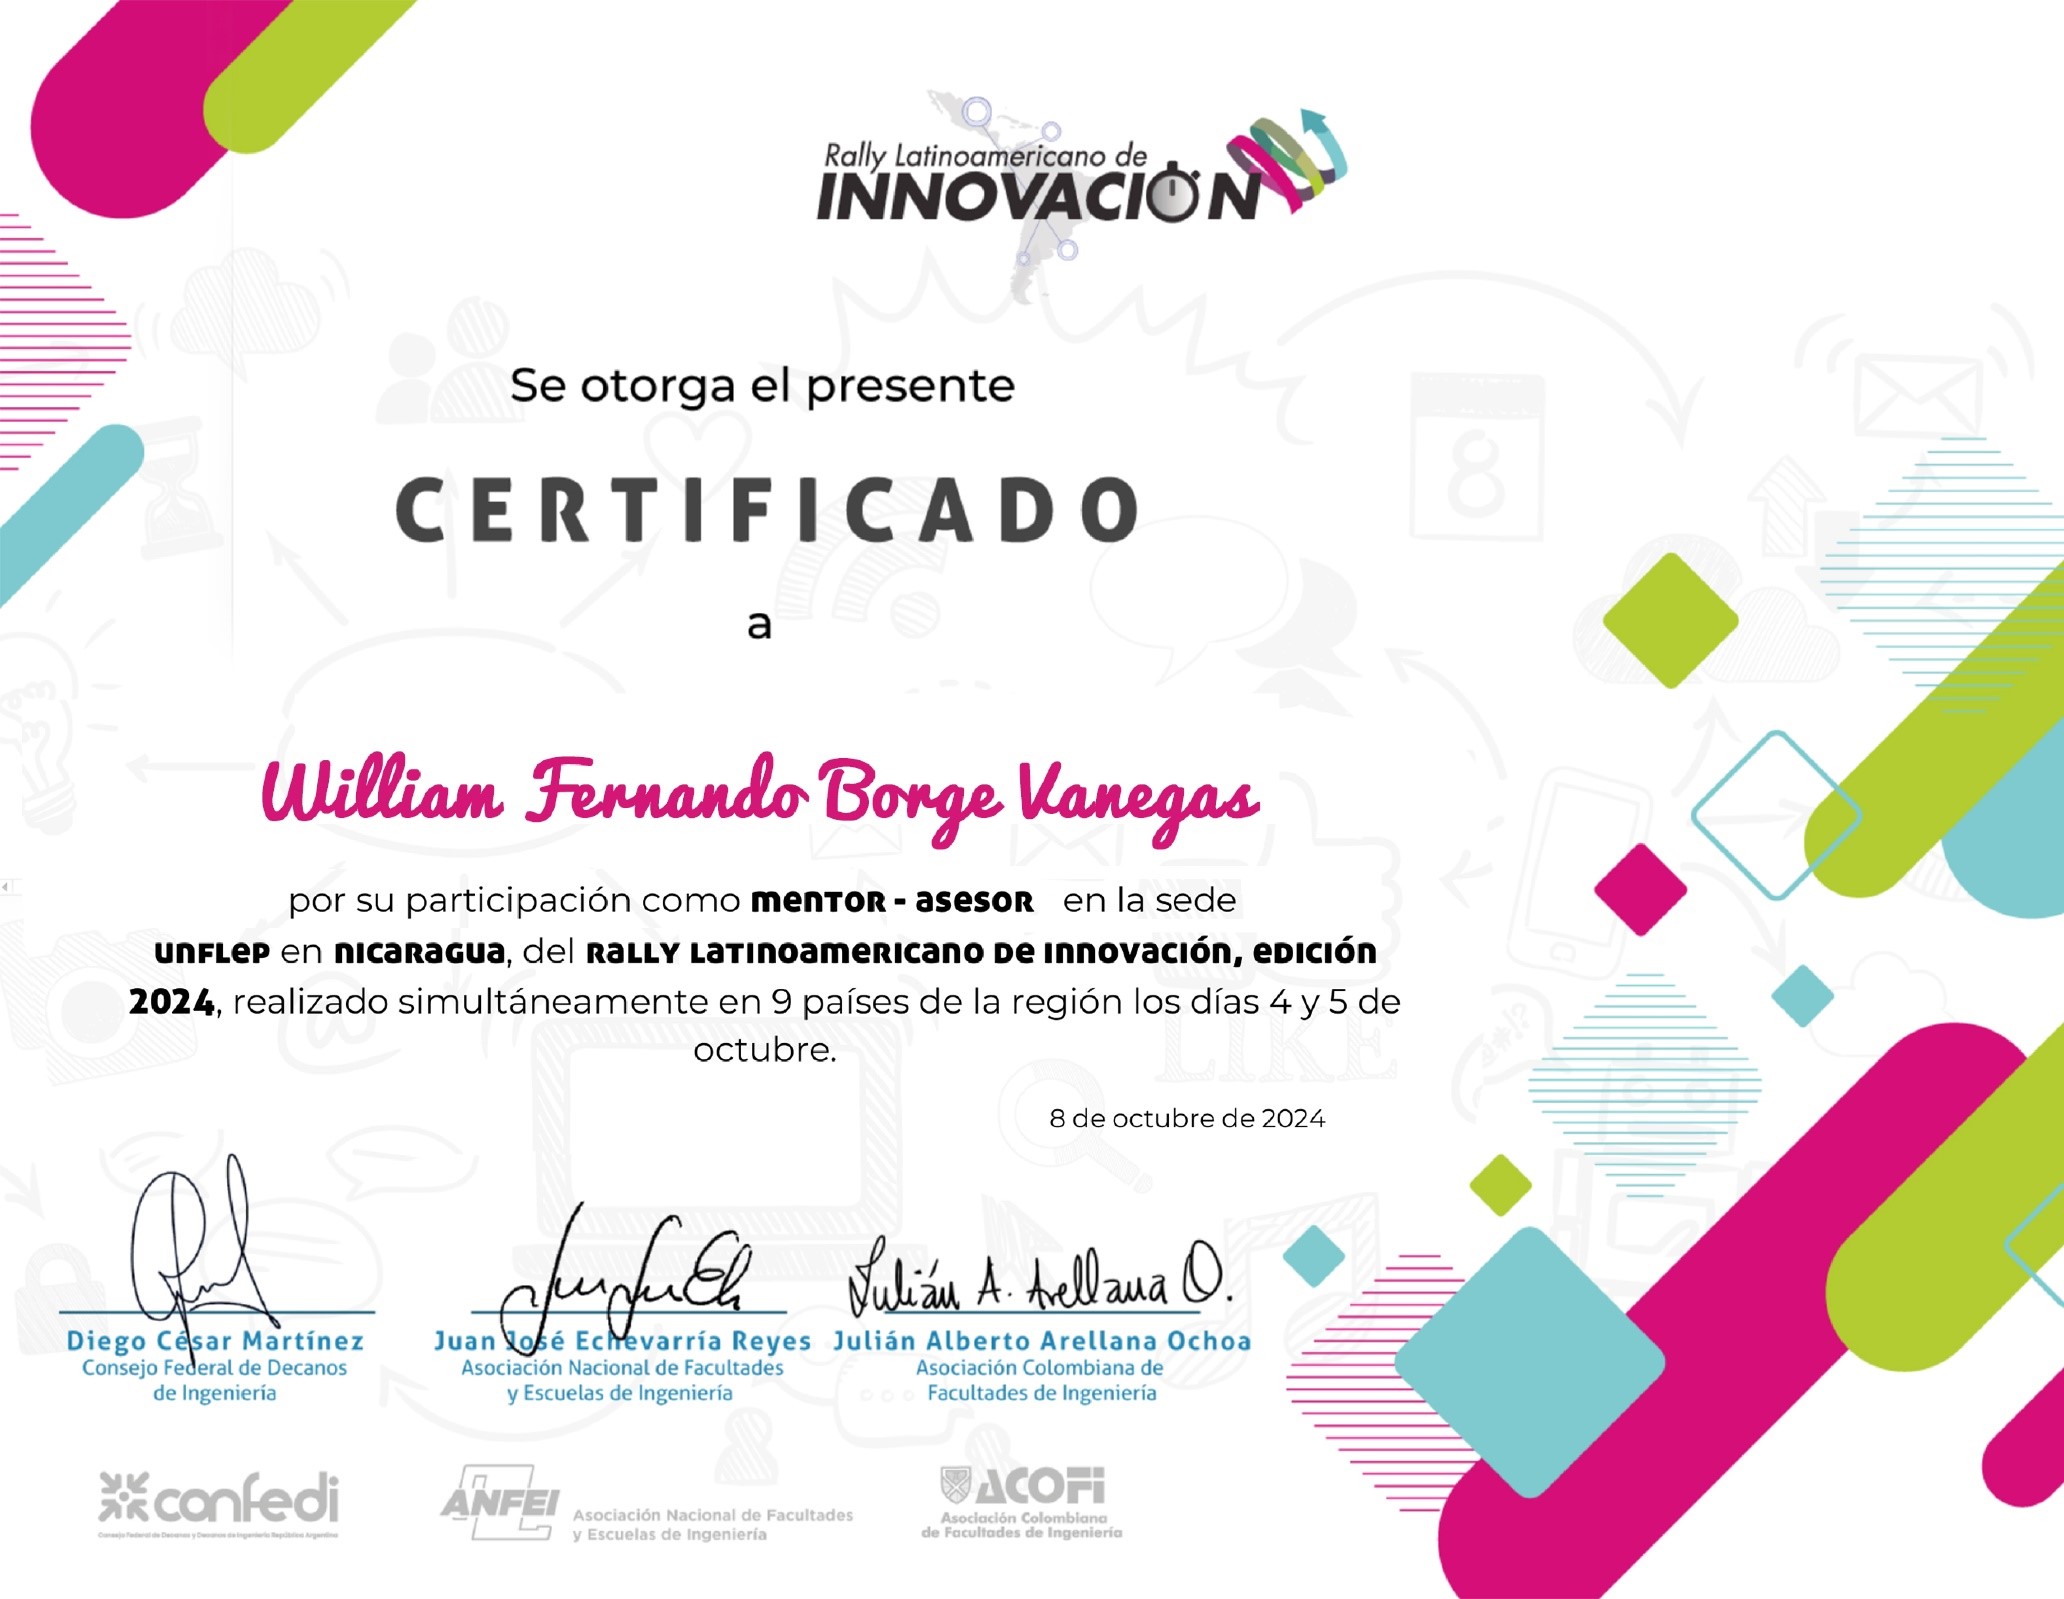 Rally Latinoamericano de
INNOVACIÓN
Se otorga el presente
CERTIFICADO
a
8
William Fernando Borge Vanegas
por su participación como mentor - asesor en la sede
UNFLEP en NICARAGUA, del RALLY LATINOAMERICANO DE INNOVACIÓN, EDICIÓN
2024, realizado simultáneamente en 9 países de la región los días 4 y 5 de
octubre.
LIKE
@
8 de octubre de 2024
Julián A. Arellana O.
Diego César Martínez
Consejo Federal de Decanos
de Ingeniería
Juan José Echevarría Reyes
Asociación Nacional de Facultades
y Escuelas de Ingeniería
Julián Alberto Arellana Ochoa
Asociación Colombiana de
Facultades de Ingeniería
confedi
Consejo Federal de Decanos y Decanas de Ingeniería República Argentina
ANFEI
Asociación Nacional de Facultades
y Escuelas de Ingeniería
ACOFI
Asociación Colombiana
de Facultades de Ingeniería